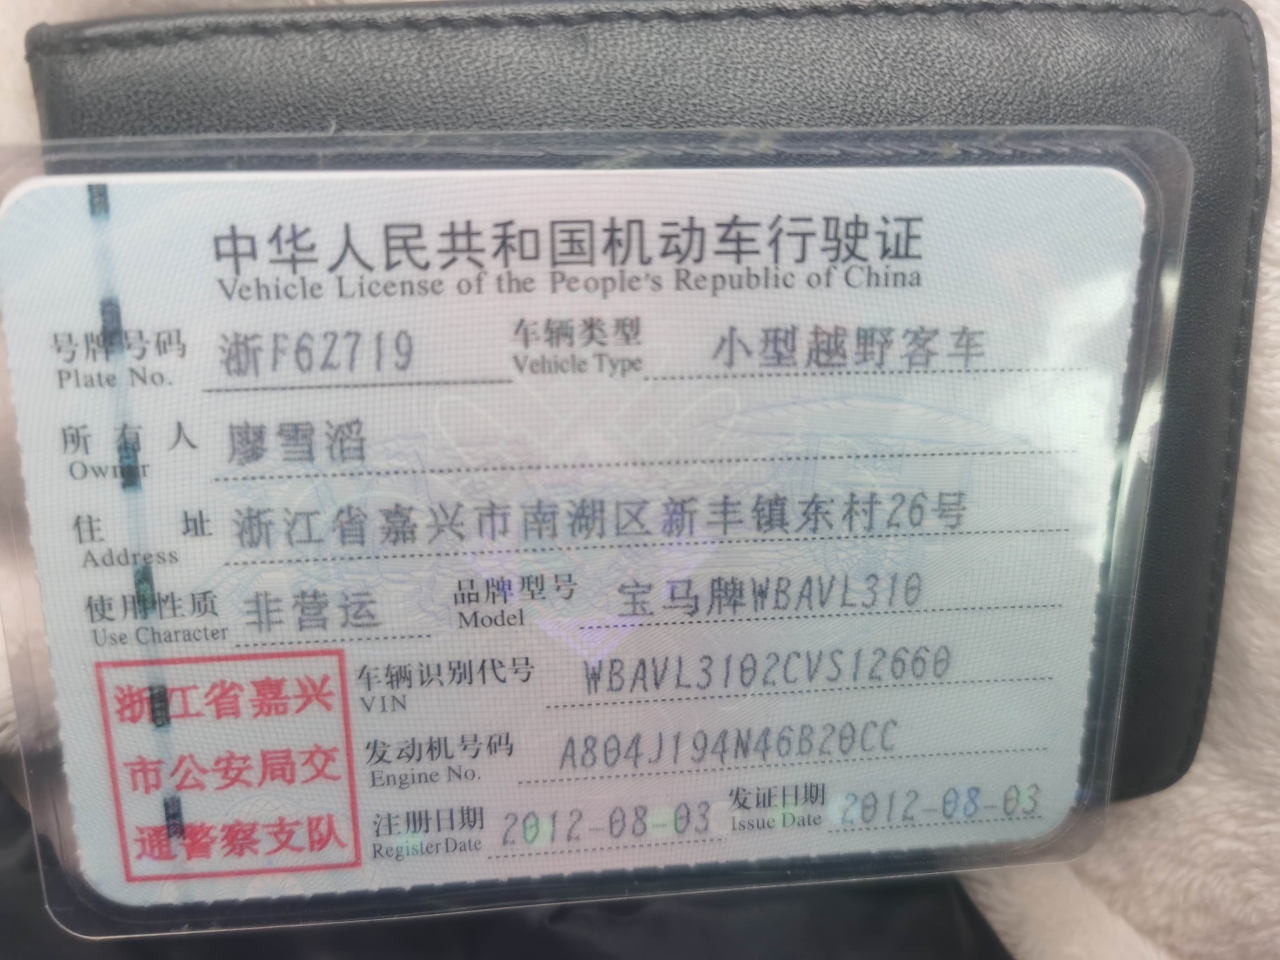 中华人民共和国机动车行驶证
Vehicle License of the People's Republic of China
号牌号码 浙F6Z719 车辆类型 小型越野客车
Plate No. Vehicle Type
所有人 廖雪滔
Owner
住址 浙江省嘉兴市南湖区新丰镇东村26号
Address
使用性质 非营运 品牌型号 宝马牌WBAVL310
Use Character Model
浙江省嘉兴
市公安局交
通警察支队
车辆识别代号 WBAVL3102CVS12660
VIN
发动机号码 A804J194N46B20CC
Engine No.
注册日期 2012-08-03 发证日期 2012-08-03
Register Date Issue Date